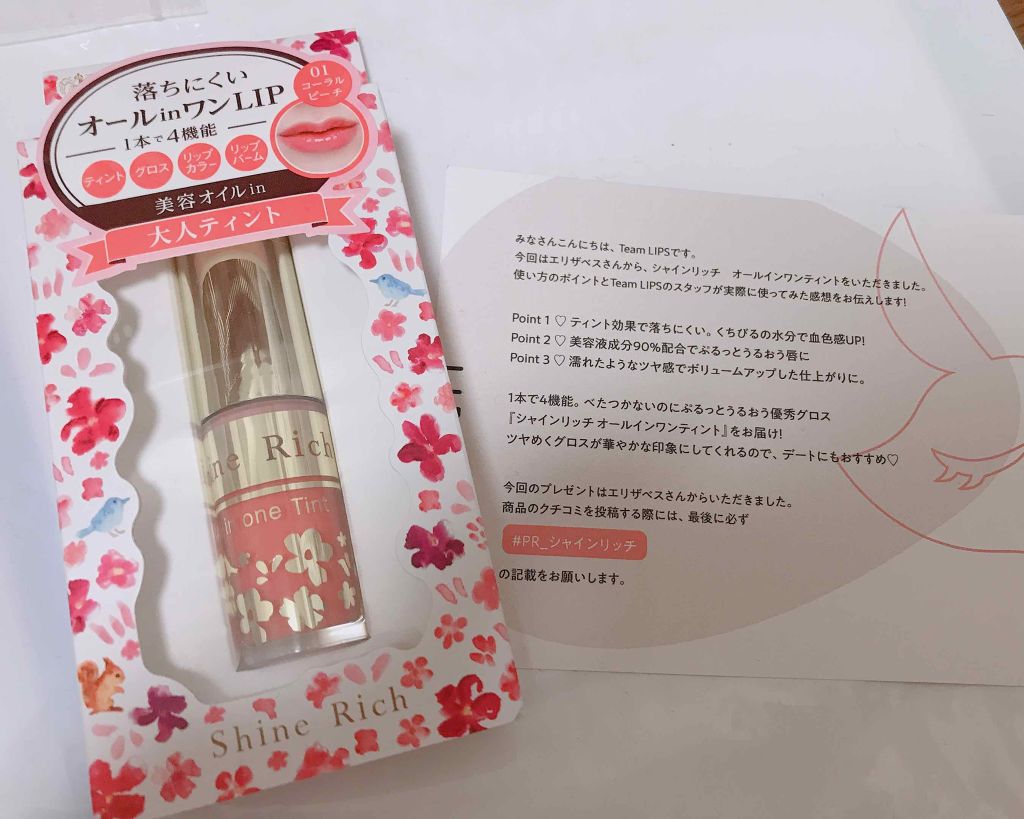 落ちにくい
オールinワンLIP
1本で4機能
ティント
グロス
リップ
カラー
リップ
バーム
01
コーラル
ピーチ
美容オイルin
大人ティント
Shine Rich
in one Tint
Shine Rich
みなさんこんにちは、Team LIPSです。
今回はエリザベスさんから、シャインリッチ オールインワンティントをいただきました。
使い方のポイントとTeam LIPSのスタッフが実際に使ってみた感想をお伝えします!
Point 1 ♡ ティント効果で落ちにくい。くちびるの水分で血色感UP!
Point 2 ♡ 美容液成分90%配合でぷるっとうるおう唇に
Point 3 ♡ 濡れたようなツヤ感でボリュームアップした仕上がりに。
1本で4機能。べたつかないのにぷるっとうるおう優秀グロス
『シャインリッチ オールインワンティント』をお届け!
ツヤめくグロスが華やかな印象にしてくれるので、デートにもおすすめ♡
今回のプレゼントはエリザベスさんからいただきました。
商品のクチコミを投稿する際には、最後に必ず
#PR_シャインリッチ
の記載をお願いします。